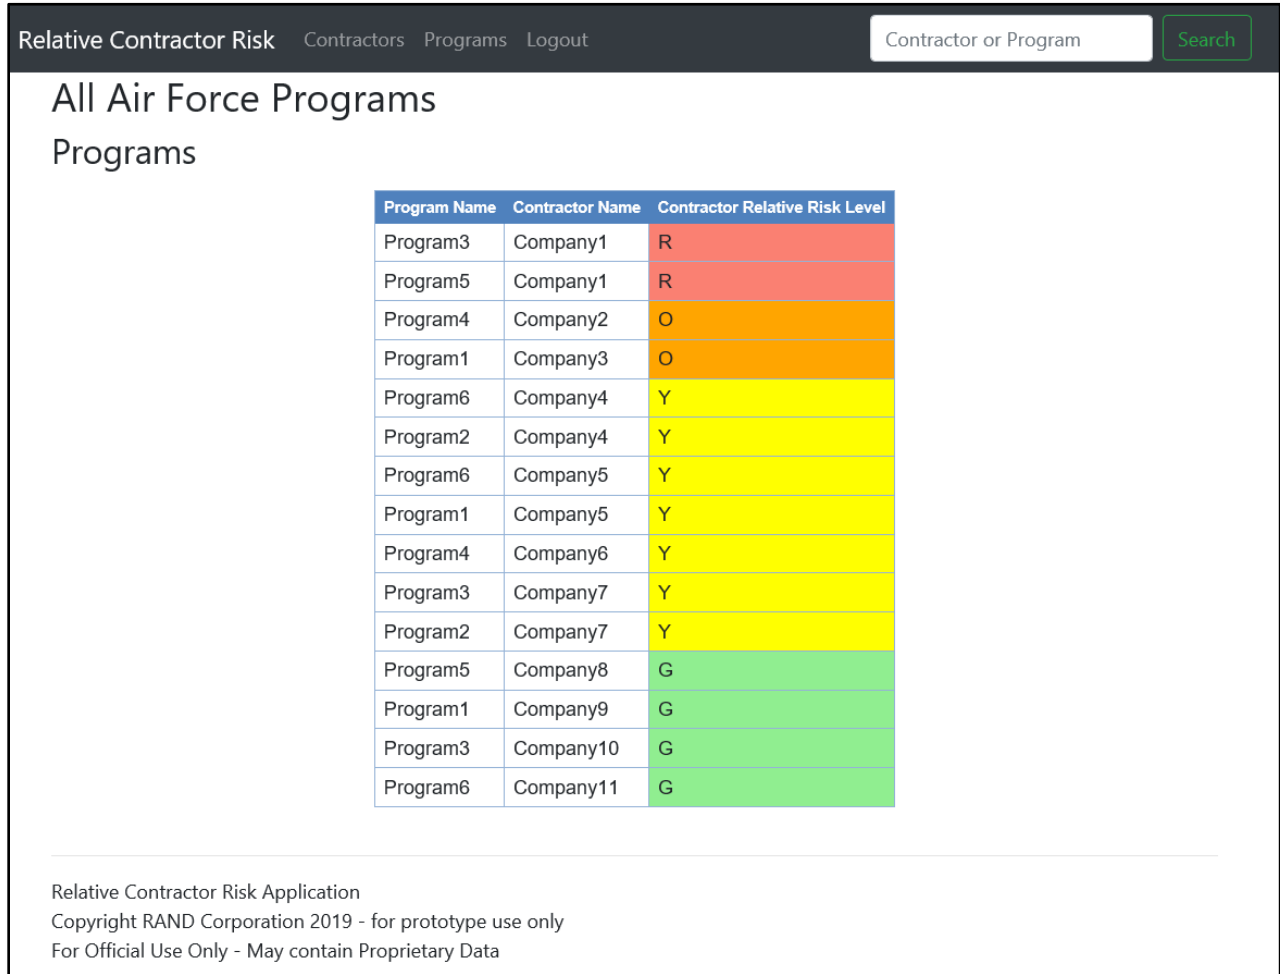 Relative Contractor Risk Contractors Programs Logout Contractor or Program Search
All Air Force Programs
Programs
Program Name Contractor Name Contractor Relative Risk Level
Program3 Company1 R
Program5 Company1 R
Program4 Company2 O
Program1 Company3 O
Program6 Company4 Y
Program2 Company4 Y
Program6 Company5 Y
Program1 Company5 Y
Program4 Company6 Y
Program3 Company7 Y
Program2 Company7 Y
Program5 Company8 G
Program1 Company9 G
Program3 Company10 G
Program6 Company11 G
Relative Contractor Risk Application
Copyright RAND Corporation 2019 - for prototype use only
For Official Use Only - May contain Proprietary Data